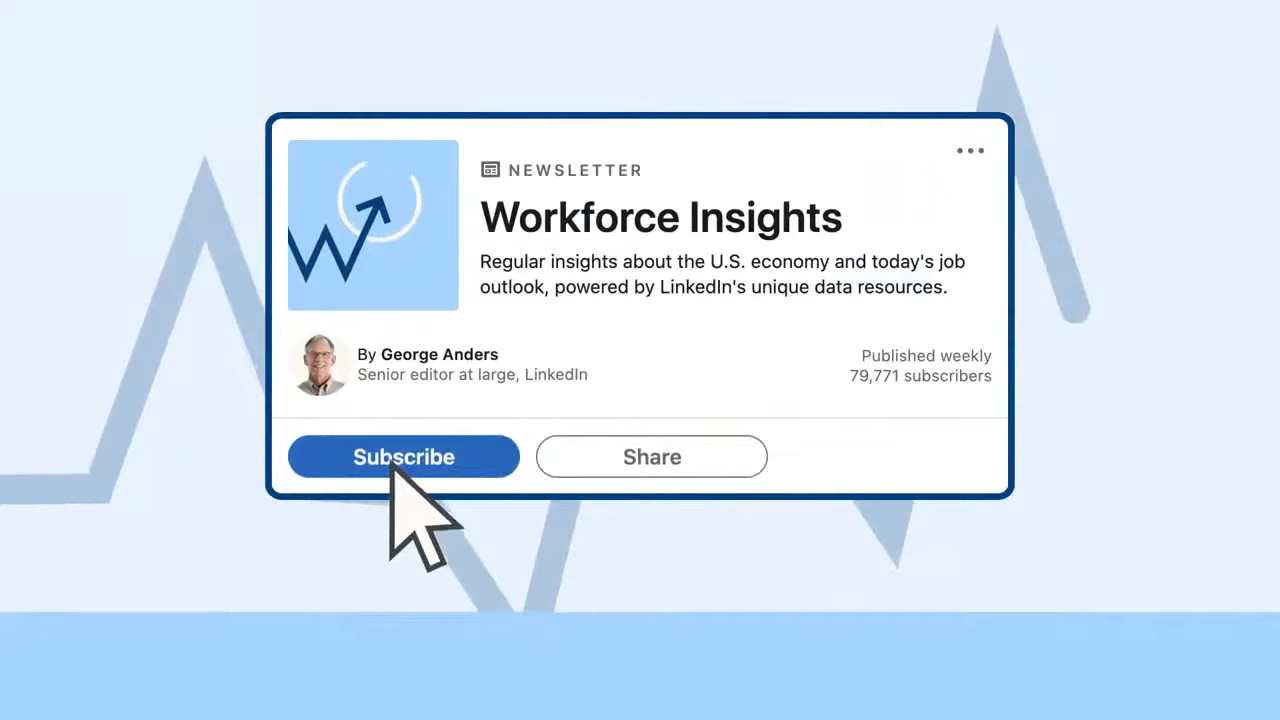 NEWSLETTER
Workforce Insights
Regular insights about the U.S. economy and today's job
outlook, powered by LinkedIn's unique data resources.
By George Anders
Senior editor at large, LinkedIn
Published weekly
79,771 subscribers
Subscribe
Share